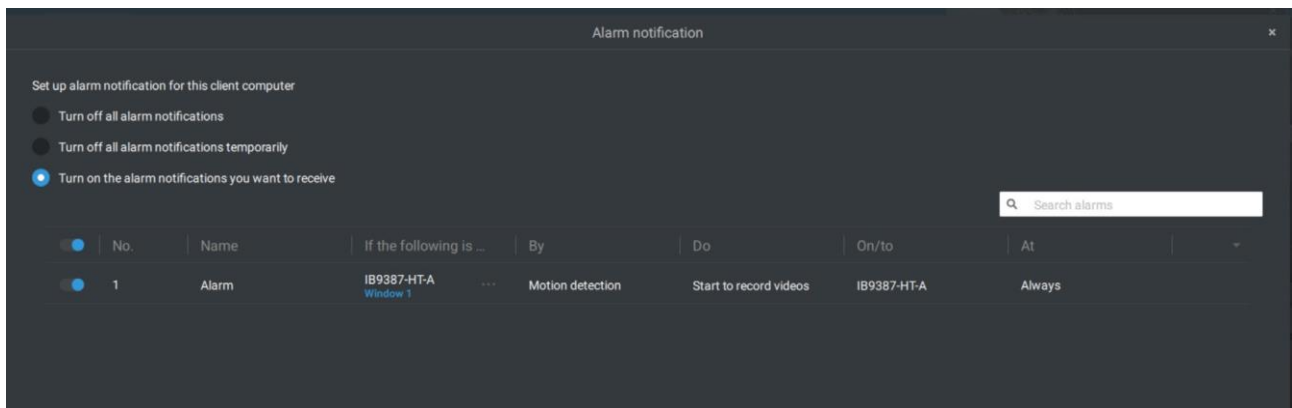 Alarm notification
×
Set up alarm notification for this client computer
Turn off all alarm notifications
Turn off all alarm notifications temporarily
Turn on the alarm notifications you want to receive
Search alarms
No. Name If the following is ... By Do On/to At
1 Alarm IB9387-HT-A ... Motion detection Start to record videos IB9387-HT-A Always
Window 1